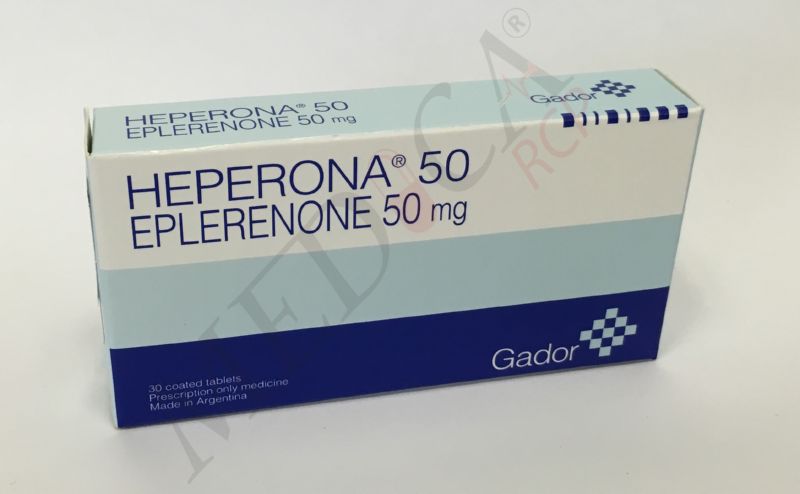 HEPERONA® 50
EPLERENONE 50 mg
Gador
HEPERONA® 50
EPLERENONE 50 mg
Gador
30 coated tablets
Prescription only medicine
Made in Argentina
MEDICA®
RCP